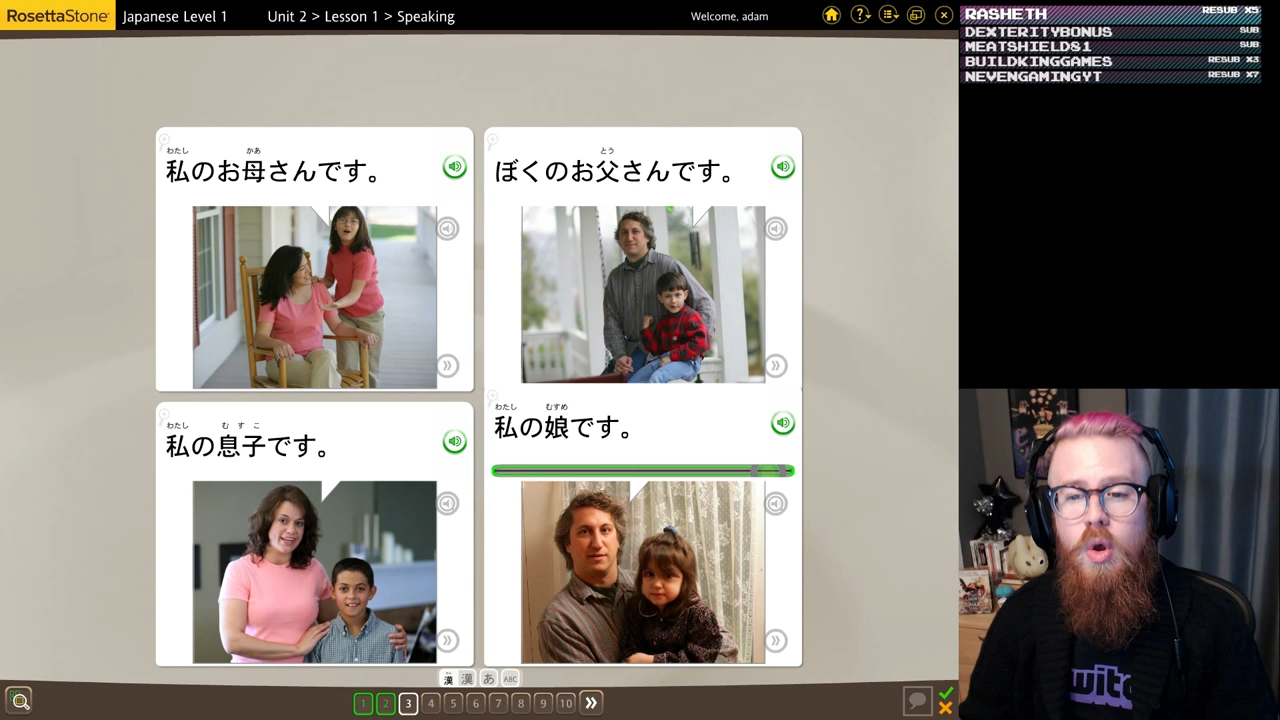 RosettaStone® Japanese Level 1 Unit 2 > Lesson 1 > Speaking Welcome, adam
RASHETH RESUB X5
DEXTERITYBONUS SUB
MEATSHIELD81 SUB
BUILDKINGGAMES RESUB X3
NEVENGAMINGYT RESUB X7
わたし かあ
私のお母さんです。
とう
ぼくのお父さんです。
わたし むすこ
私の息子です。
わたし むすめ
私の娘です。
漢 漢 あ ABC
1 2 3 4 5 6 7 8 9 10